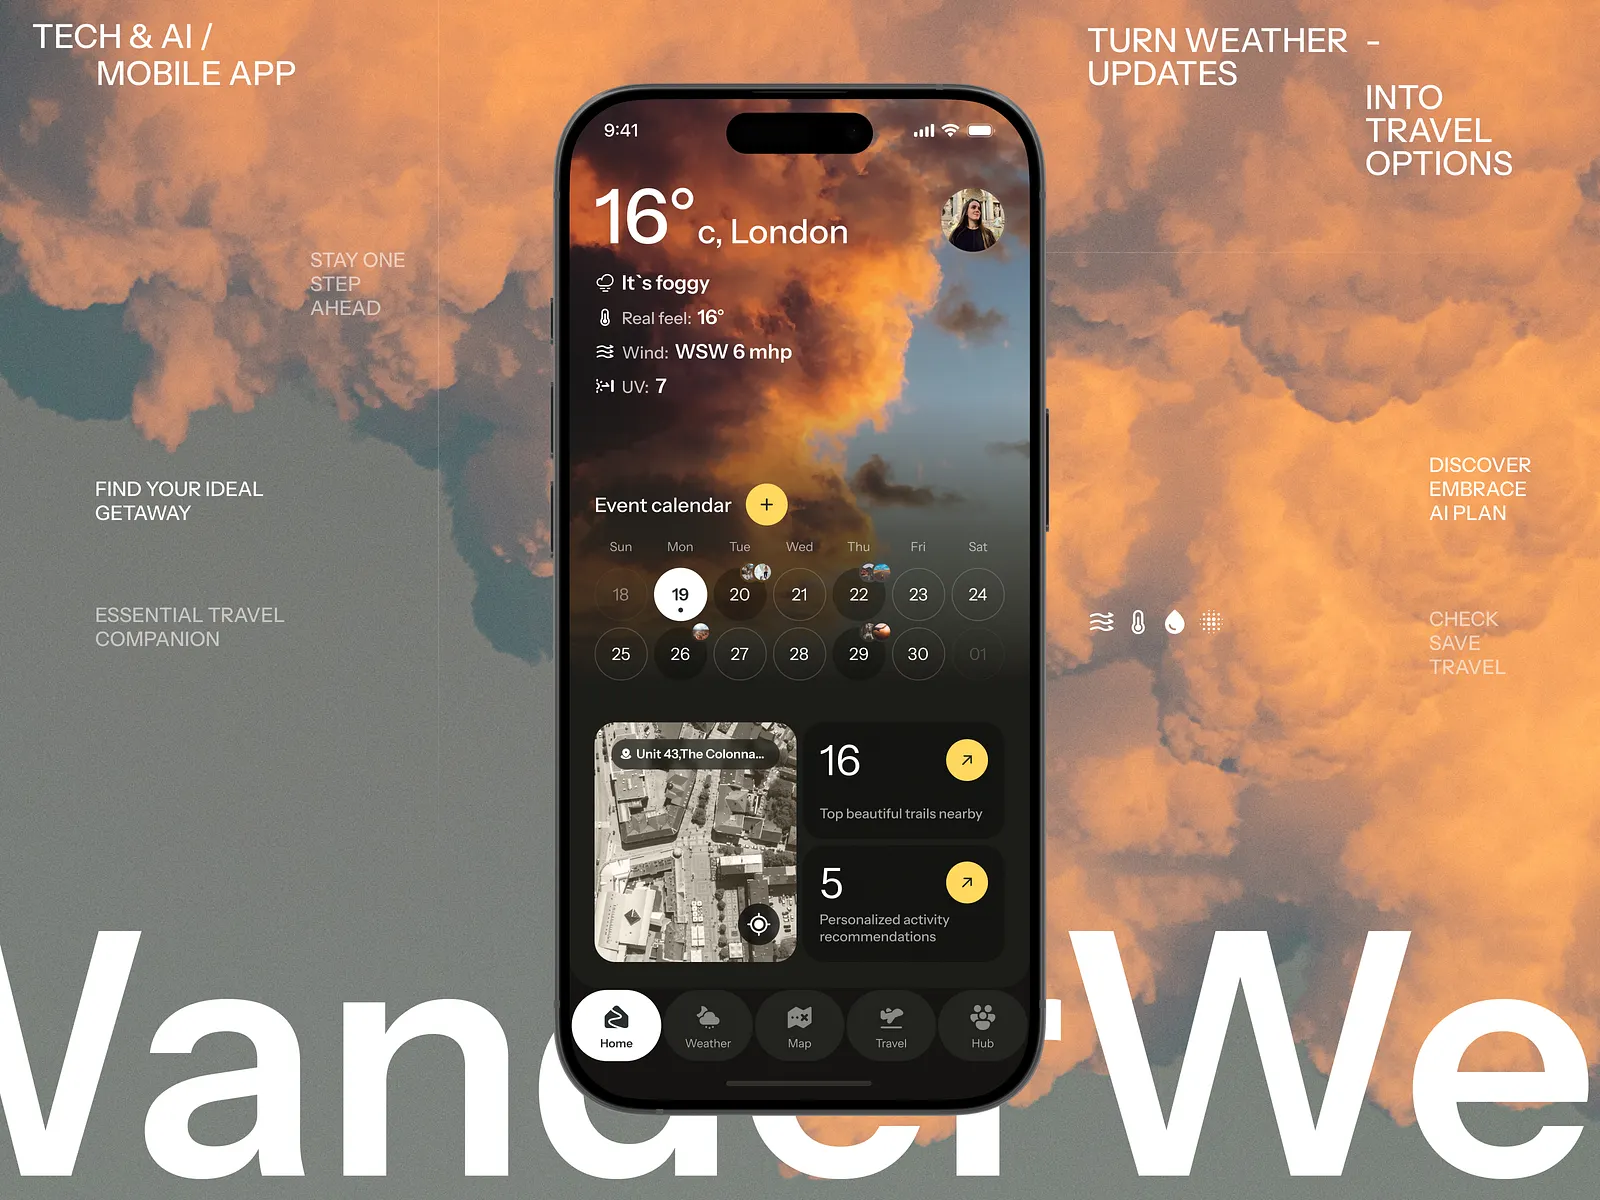 TECH & AI /
MOBILE APP
TURN WEATHER -
UPDATES
INTO
TRAVEL
OPTIONS
STAY ONE
STEP
AHEAD
FIND YOUR IDEAL
GETAWAY
ESSENTIAL TRAVEL
COMPANION
9:41
16°c, London
It`s foggy
Real feel: 16°
Wind: WSW 6 mhp
UV: 7
Event calendar +
Sun Mon Tue Wed Thu Fri Sat
18 19 20 21 22 23 24
25 26 27 28 29 30 01
Unit 43,The Colonna...
16
Top beautiful trails nearby
5
Personalized activity
recommendations
Home Weather Map Travel Hub
DISCOVER
EMBRACE
AI PLAN
CHECK
SAVE
TRAVEL
WanderWe